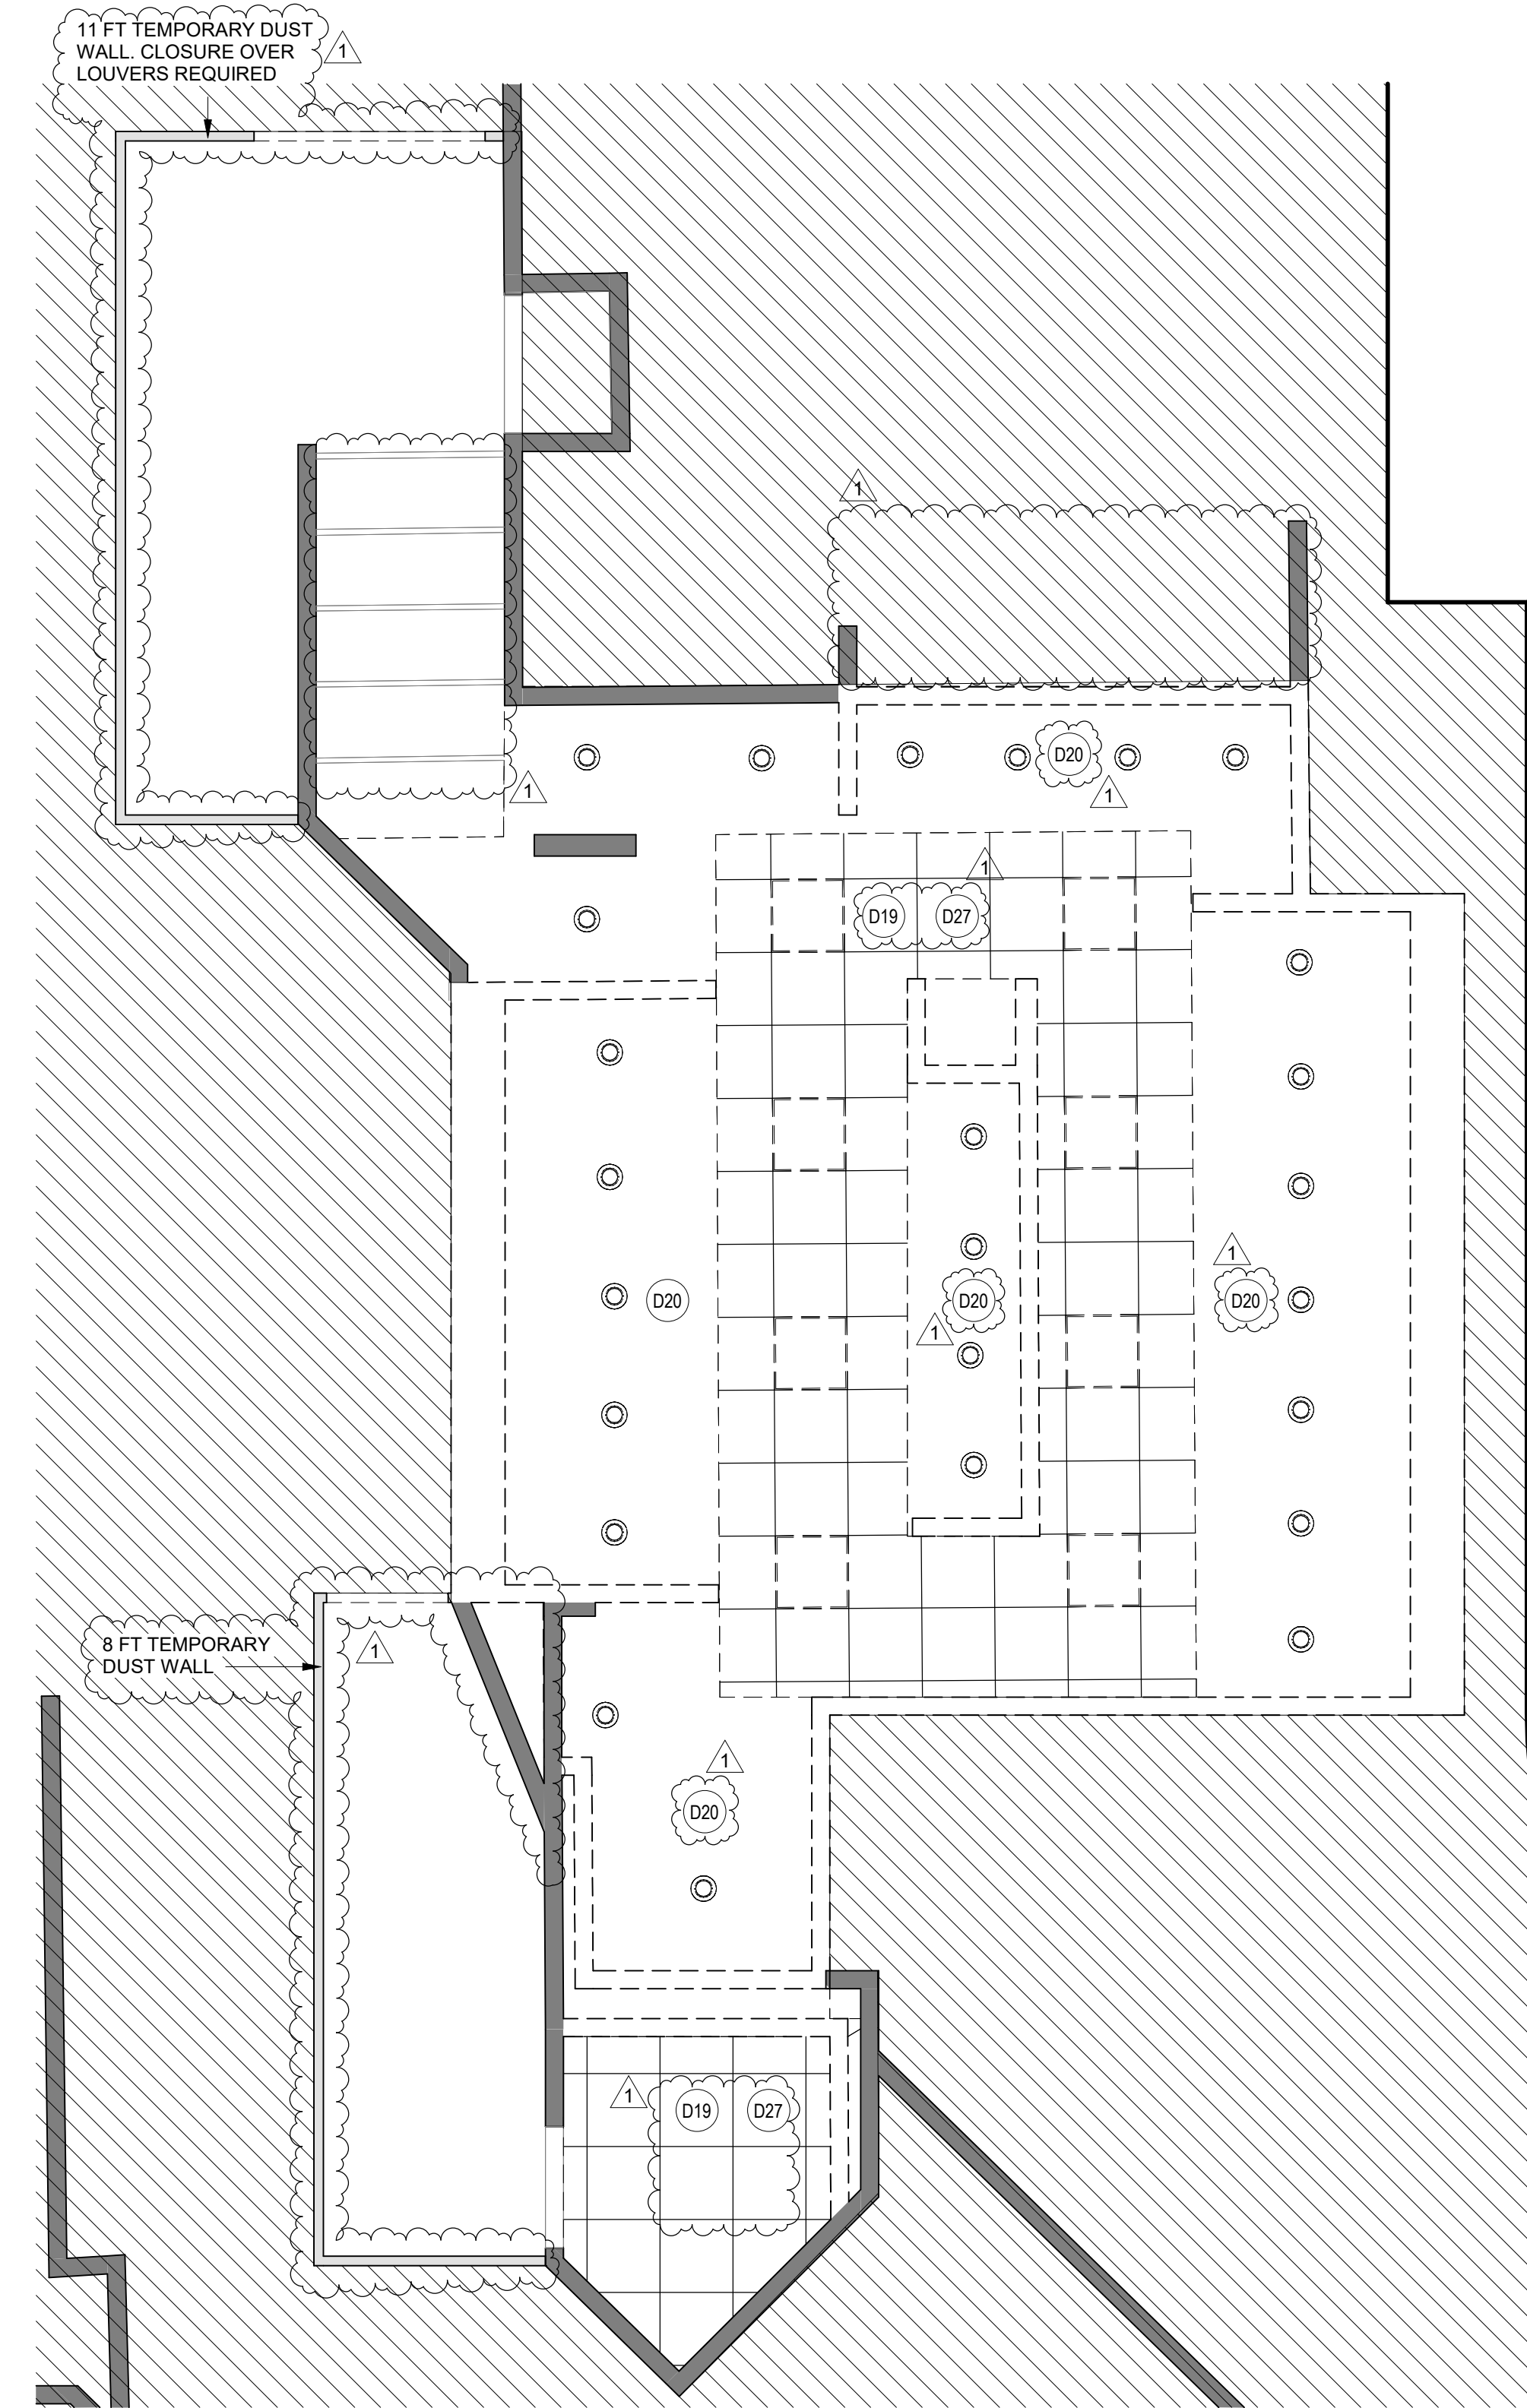 11 FT TEMPORARY DUST
WALL. CLOSURE OVER
LOUVERS REQUIRED
1
1
D20
1
1
1
D19 D27
1
D20
D20
D20
1
8 FT TEMPORARY
DUST WALL
1
1
D20
1
D19 D27